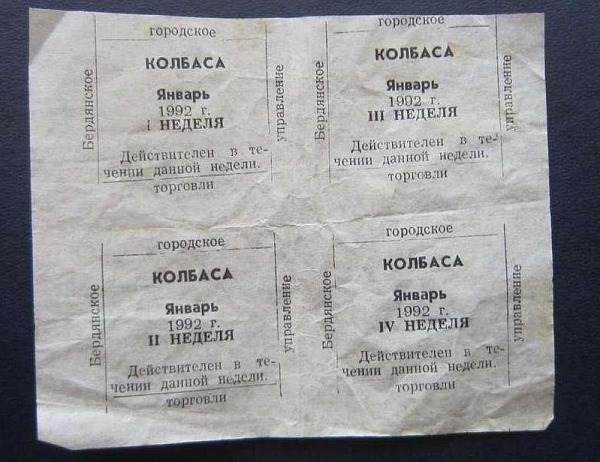 городское
Бердянское
КОЛБАСА
Январь
1992 г.
I НЕДЕЛЯ
Действителен в те-
чении данной недели.
торговли
управление
городское
Бердянское
КОЛБАСА
Январь
1992 г.
III НЕДЕЛЯ
Действителен в те-
чении данной недели.
торговли
управление
городское
Бердянское
КОЛБАСА
Январь
1992 г.
II НЕДЕЛЯ
Действителен в те-
чении данной недели.
торговли
управление
городское
Бердянское
КОЛБАСА
Январь
1992 г.
IV НЕДЕЛЯ
Действителен в те-
чении данной недели.
торговли
управление